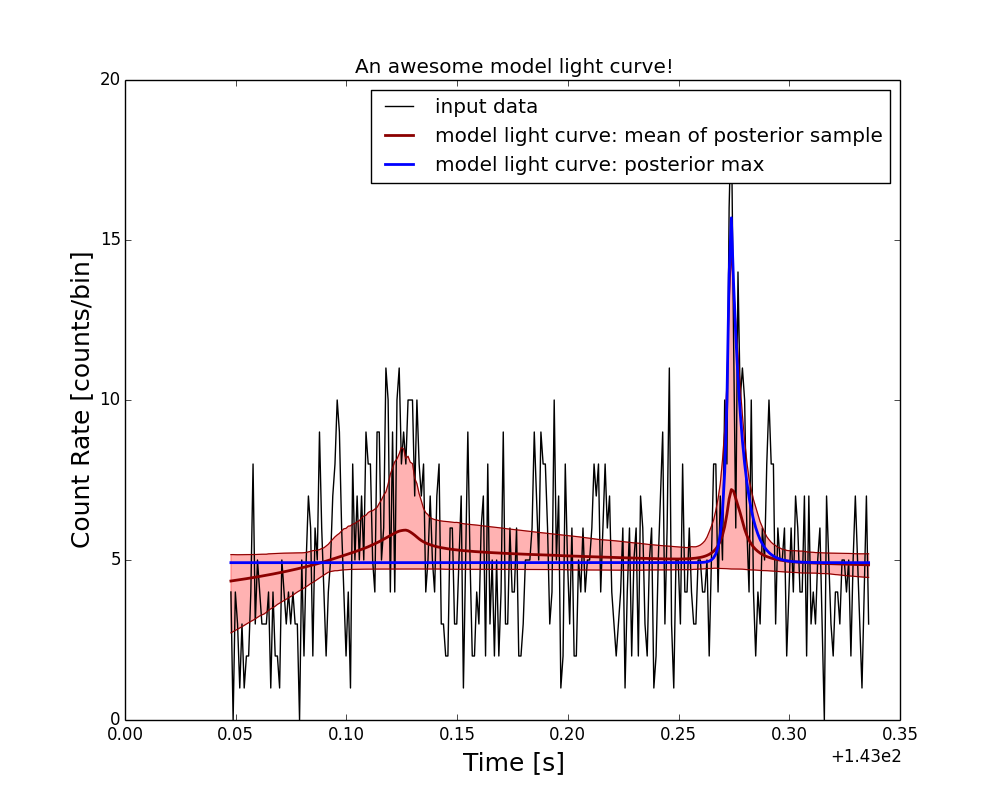 An awesome model light curve!
input data
model light curve: mean of posterior sample
model light curve: posterior max
Count Rate [counts/bin]
20
15
10
5
0
0.00 0.05 0.10 0.15 0.20 0.25 0.30 0.35
+1.43e2
Time [s]